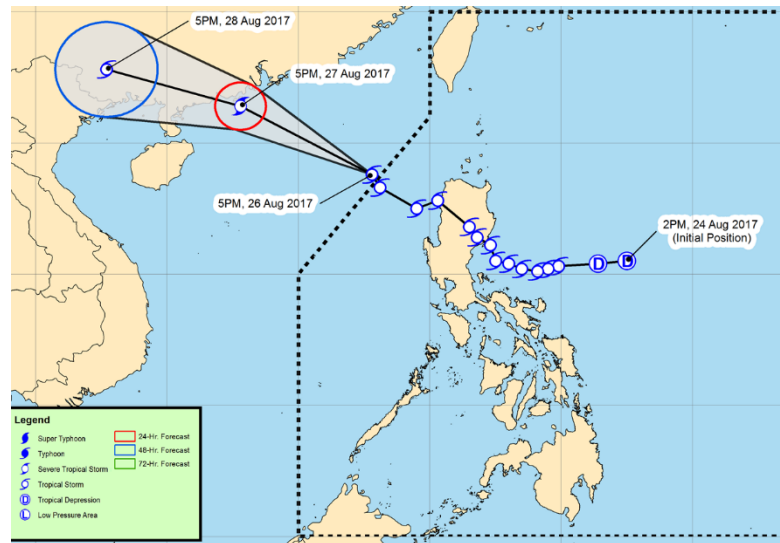 5PM, 28 Aug 2017
5PM, 27 Aug 2017
5PM, 26 Aug 2017
2PM, 24 Aug 2017
(Initial Position)
D
L
Legend
Super Typhoon
Typhoon
Severe Tropical Storm
Tropical Storm
D Tropical Depression
L Low Pressure Area
24-Hr. Forecast
48-Hr. Forecast
72-Hr. Forecast